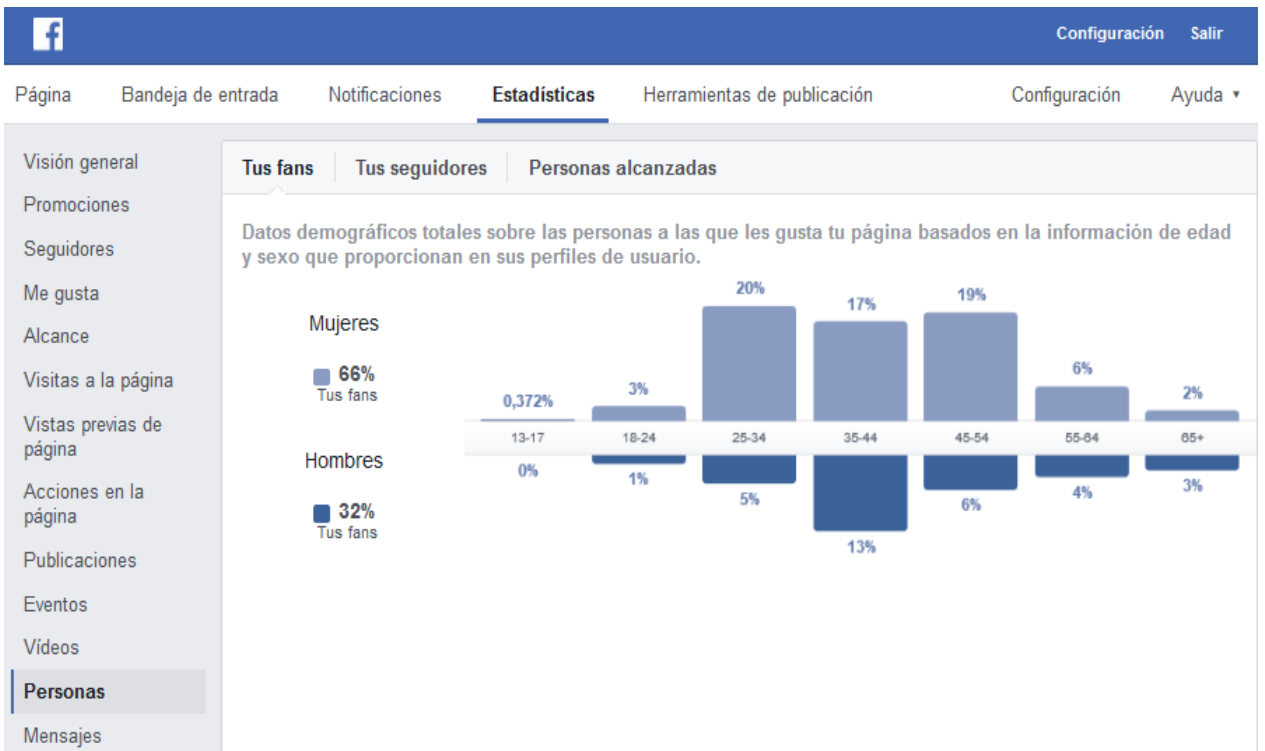 f
Configuración Salir
Página Bandeja de entrada Notificaciones Estadísticas Herramientas de publicación Configuración Ayuda
Visión general
Promociones
Seguidores
Me gusta
Alcance
Visitas a la página
Vistas previas de
página
Acciones en la
página
Publicaciones
Eventos
Vídeos
Personas
Mensajes
Tus fans Tus seguidores Personas alcanzadas
Datos demográficos totales sobre las personas a las que les gusta tu página basados en la información de edad
y sexo que proporcionan en sus perfiles de usuario.
Mujeres
66%
Tus fans
0,372% 3% 20% 17% 19% 6% 2%
13-17 18-24 25-34 35-44 45-54 55-64 65+
Hombres
32%
Tus fans
0% 1% 5% 13% 6% 4% 3%